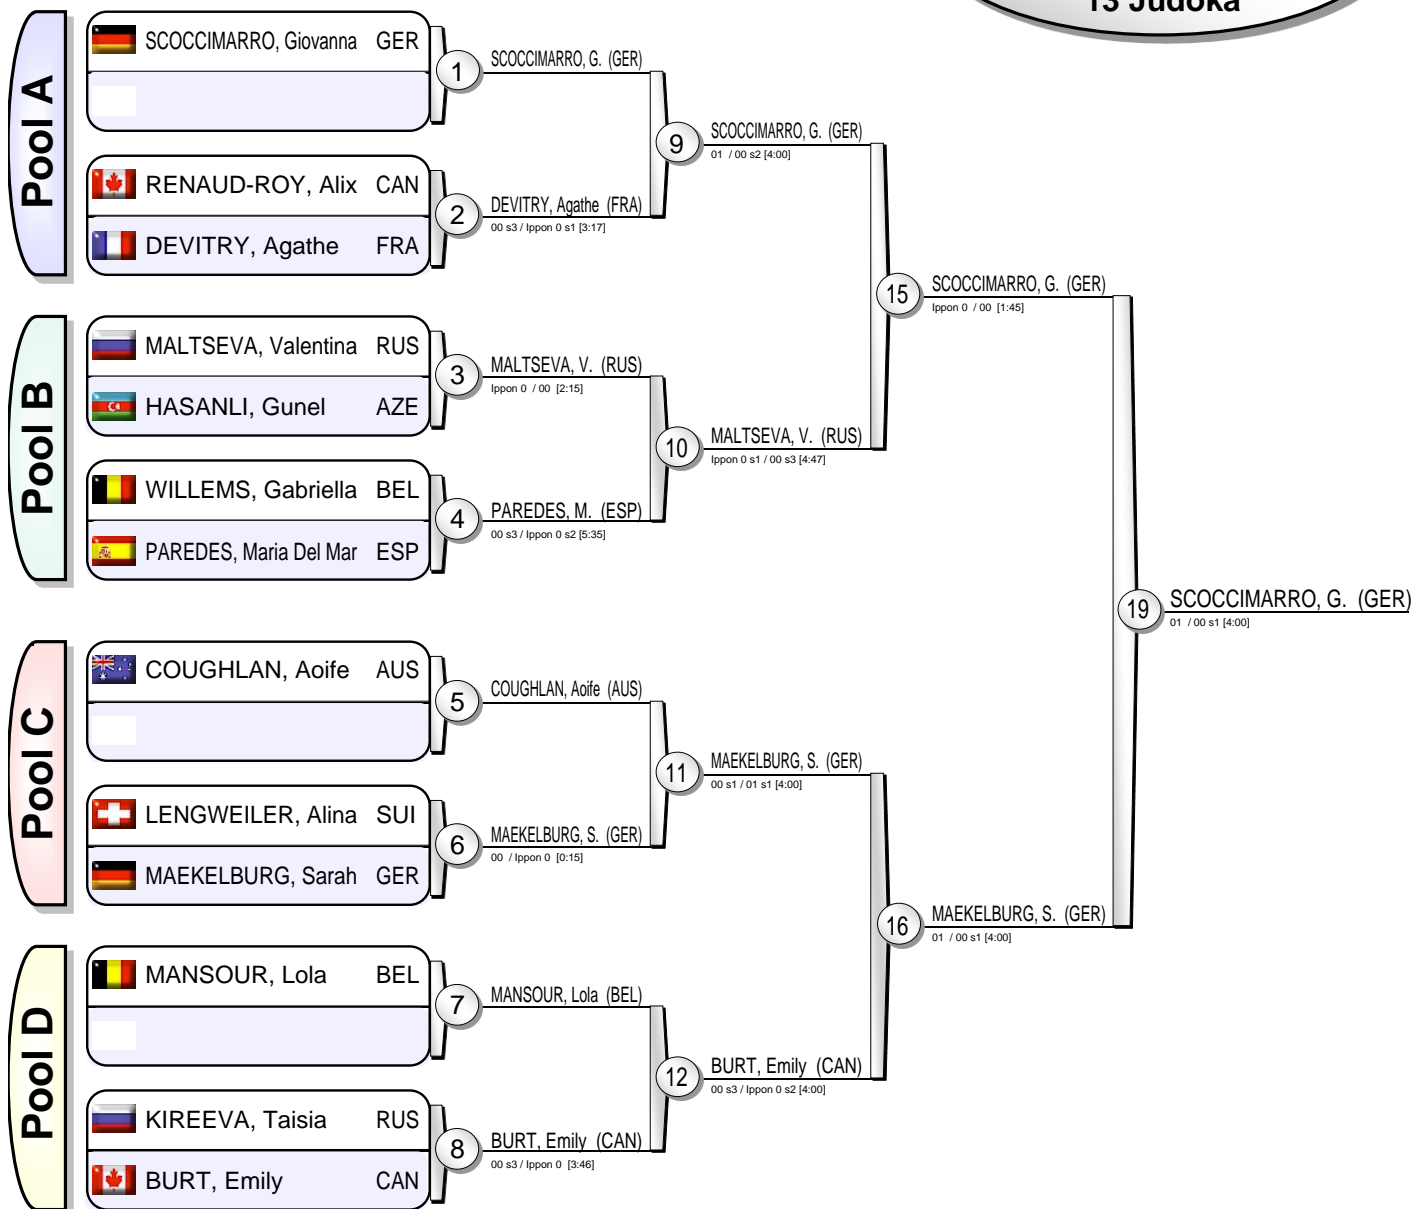 13 Judoka
Pool A
SCOCCIMARRO, Giovanna GER
RENAUD-ROY, Alix CAN
DEVITRY, Agathe FRA
Pool B
MALTSEVA, Valentina RUS
HASANLI, Gunel AZE
WILLEMS, Gabriella BEL
PAREDES, Maria Del Mar ESP
Pool C
COUGHLAN, Aoife AUS
LENGWEILER, Alina SUI
MAEKELBURG, Sarah GER
Pool D
MANSOUR, Lola BEL
KIREEVA, Taisia RUS
BURT, Emily CAN
1
SCOCCIMARRO, G. (GER)
2
DEVITRY, Agathe (FRA)
00 s3 / Ippon 0 s1 [3:17]
3
MALTSEVA, V. (RUS)
Ippon 0 / 00 [2:15]
4
PAREDES, M. (ESP)
00 s3 / Ippon 0 s2 [5:35]
5
COUGHLAN, Aoife (AUS)
6
MAEKELBURG, S. (GER)
00 / Ippon 0 [0:15]
7
MANSOUR, Lola (BEL)
8
BURT, Emily (CAN)
00 s3 / Ippon 0 [3:46]
9
SCOCCIMARRO, G. (GER)
01 / 00 s2 [4:00]
10
MALTSEVA, V. (RUS)
Ippon 0 s1 / 00 s3 [4:47]
11
MAEKELBURG, S. (GER)
00 s1 / 01 s1 [4:00]
12
BURT, Emily (CAN)
00 s3 / Ippon 0 s2 [4:00]
15
SCOCCIMARRO, G. (GER)
Ippon 0 / 00 [1:45]
16
MAEKELBURG, S. (GER)
01 / 00 s1 [4:00]
19
SCOCCIMARRO, G. (GER)
01 / 00 s1 [4:00]